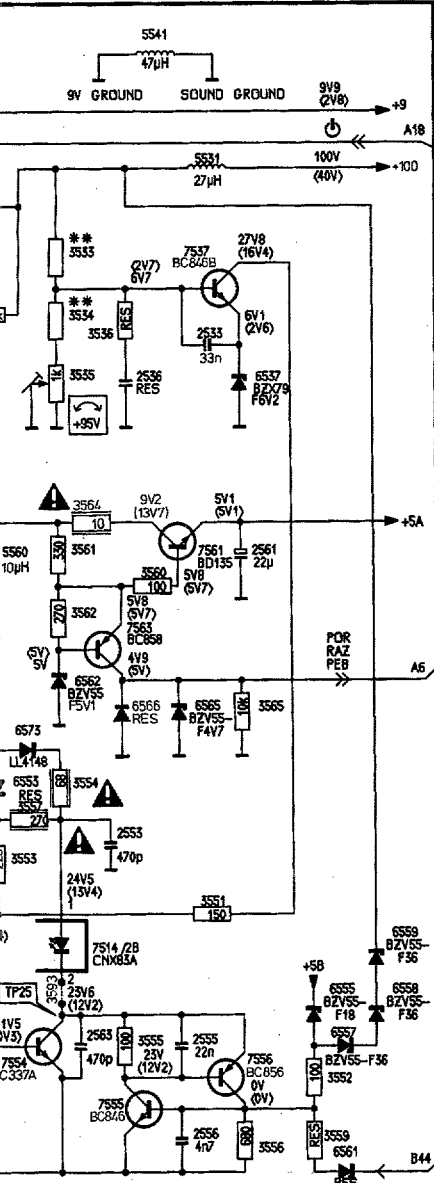 5541
47µH
9V GROUND
SOUND GROUND
9V9
(2V8)
+9
A18
5531
27µH
100V
(40V)
+100
**
3533
27V8
(16V4)
7537
BC846B
(2V7)
6V7
**
3534
3536
RES
6V1
(2V6)
2533
33n
1k
3535
2536
RES
6537
BZX79
F6V2
+95V
3564
10
9V2
(13V7)
5V1
(5V1)
+5A
5560
10µH
330
3561
7561
BD135
2561
22µ
3560
100
5V8
(5V7)
270
3562
5V8
(5V7)
7563
BC858
(5V)
5V
4V9
(5V)
POR
RAZ
PEB
A6
6562
BZV55
F5V1
6566
RES
6565
BZV55-
F4V7
10K
3565
6573
LL4148
68
3554
6553
RES
3557
270
3553
2553
470p
24V5
(13V4)
1
3551
150
7514/2B
CNX83A
6559
BZV55-
F36
+5B
3593
2
23V6
(12V2)
TP25
6555
BZV55-
F18
6558
BZV55-
F36
1V5
7554
C337A
2563
470p
100
3555
23V
(12V2)
2555
22n
7556
BC856
0V
(0V)
6557
BZV55-F36
100
3552
7555
BC846
2556
4n7
680
3556
RES
3559
6561
RES
B44